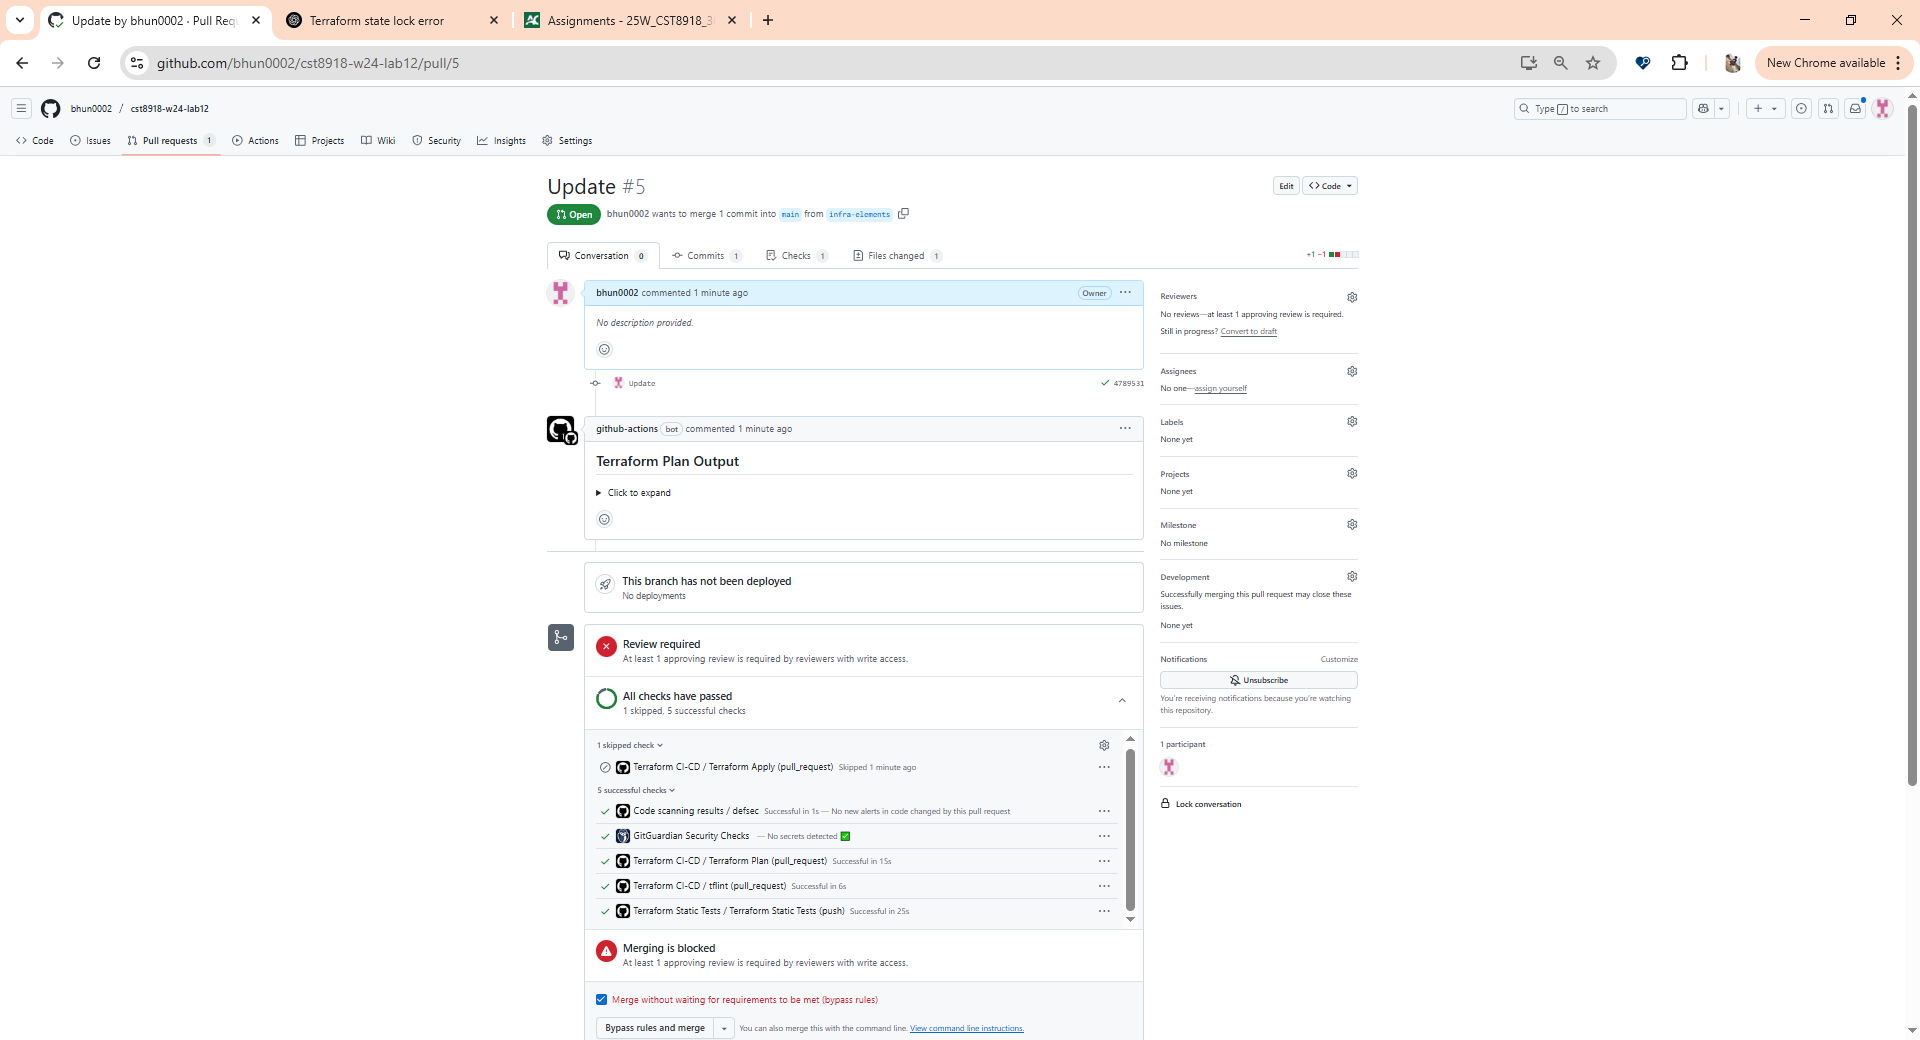 Update by bhun0002 · Pull Req
Terraform state lock error
Assignments - 25W_CST8918_3
github.com/bhun0002/cst8918-w24-lab12/pull/5
New Chrome available
bhun0002 / cst8918-w24-lab12
Type / to search
Code
Issues
Pull requests 1
Actions
Projects
Wiki
Security
Insights
Settings
Update #5
Edit
<> Code
Open
bhun0002 wants to merge 1 commit into main from infra-elements
Conversation 0
Commits 1
Checks 1
Files changed 1
+1 −1
bhun0002 commented 1 minute ago
Owner
No description provided.
Update
4789531
github-actions bot commented 1 minute ago
Terraform Plan Output
Click to expand
This branch has not been deployed
No deployments
Review required
At least 1 approving review is required by reviewers with write access.
All checks have passed
1 skipped, 5 successful checks
1 skipped check
Terraform CI-CD / Terraform Apply (pull_request) Skipped 1 minute ago
5 successful checks
Code scanning results / defsec Successful in 1s — No new alerts in code changed by this pull request
GitGuardian Security Checks — No secrets detected ✅
Terraform CI-CD / Terraform Plan (pull_request) Successful in 15s
Terraform CI-CD / tflint (pull_request) Successful in 6s
Terraform Static Tests / Terraform Static Tests (push) Successful in 25s
Merging is blocked
At least 1 approving review is required by reviewers with write access.
Merge without waiting for requirements to be met (bypass rules)
Bypass rules and merge
You can also merge this with the command line. View command line instructions.
Reviewers
No reviews—at least 1 approving review is required.
Still in progress? Convert to draft
Assignees
No one—assign yourself
Labels
None yet
Projects
None yet
Milestone
No milestone
Development
Successfully merging this pull request may close these
issues.
None yet
Notifications
Customize
Unsubscribe
You're receiving notifications because you're watching
this repository.
1 participant
Lock conversation